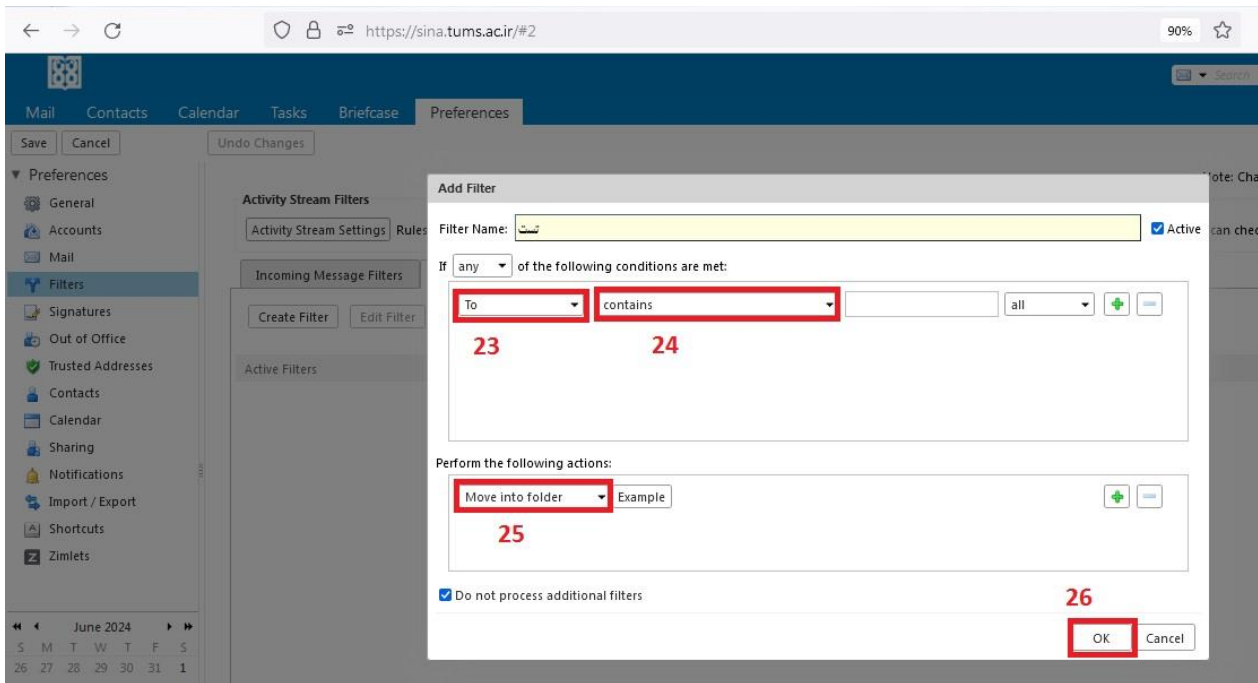 https://sina.tums.ac.ir/#2
90%
Search
Mail Contacts Calendar Tasks Briefcase Preferences
Save Cancel Undo Changes
Preferences
General
Accounts
Mail
Filters
Signatures
Out of Office
Trusted Addresses
Contacts
Calendar
Sharing
Notifications
Import / Export
Shortcuts
Zimlets
June 2024
S M T W T F S
26 27 28 29 30 31 1
Note: Cha
Activity Stream Filters
Activity Stream Settings Rules
can chec
Incoming Message Filters
Create Filter Edit Filter
Active Filters
Add Filter
Filter Name: تست Active
If any of the following conditions are met:
To contains all
23 24
Perform the following actions:
Move into folder Example
25
Do not process additional filters
26
OK Cancel